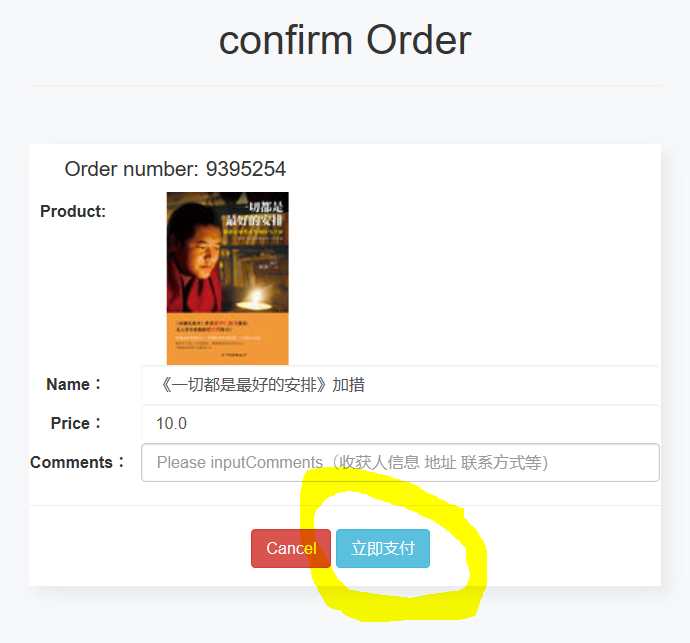 confirm Order
Order number: 9395254
Product:
一切都是
最好的安排
Name：
《一切都是最好的安排》加措
Price：
10.0
Comments：
Please inputComments（收获人信息 地址 联系方式等）
Cancel
立即支付